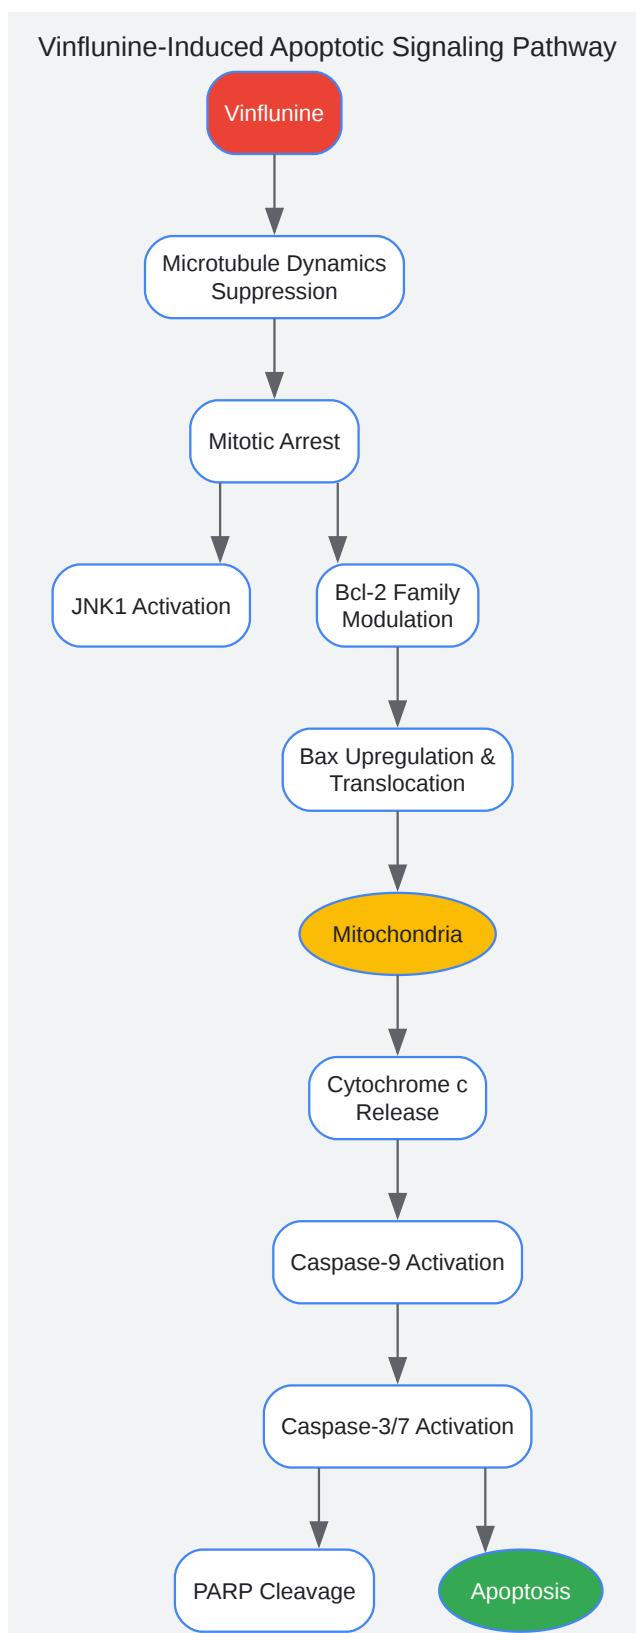 Vinflunine-Induced Apoptotic Signaling Pathway
Vinflunine
Microtubule Dynamics
Suppression
Mitotic Arrest
JNK1 Activation
Bcl-2 Family
Modulation
Bax Upregulation &
Translocation
Mitochondria
Cytochrome c
Release
Caspase-9 Activation
Caspase-3/7 Activation
PARP Cleavage
Apoptosis